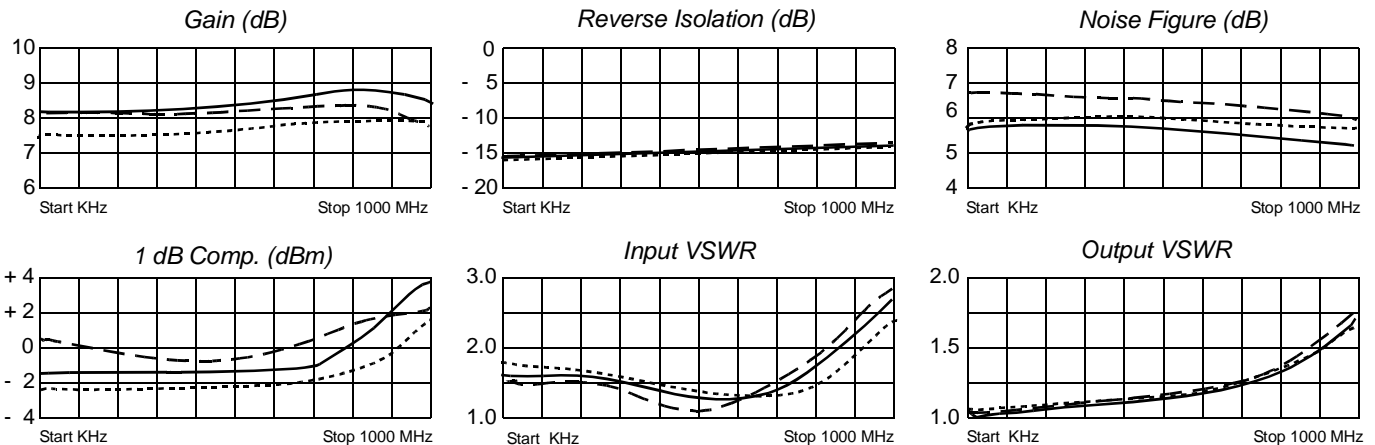 Gain (dB)
10
9
8
7
6
Start KHz Stop 1000 MHz
Reverse Isolation (dB)
0
-
- 10
- 15
- 20
Start KHz Stop 1000 MHz
Noise Figure (dB)
8
7
6
5
4
Start KHz Stop 1000 MHz
1 dB Comp. (dBm)
+ 4
+ 2
0
- 2
- 4
Start KHz Stop 1000 MHz
Input VSWR
3.0
2.0
1.0
Start KHz Stop 1000 MHz
Output VSWR
2.0
1.5
1.0
Start KHz Stop 1000 MHz